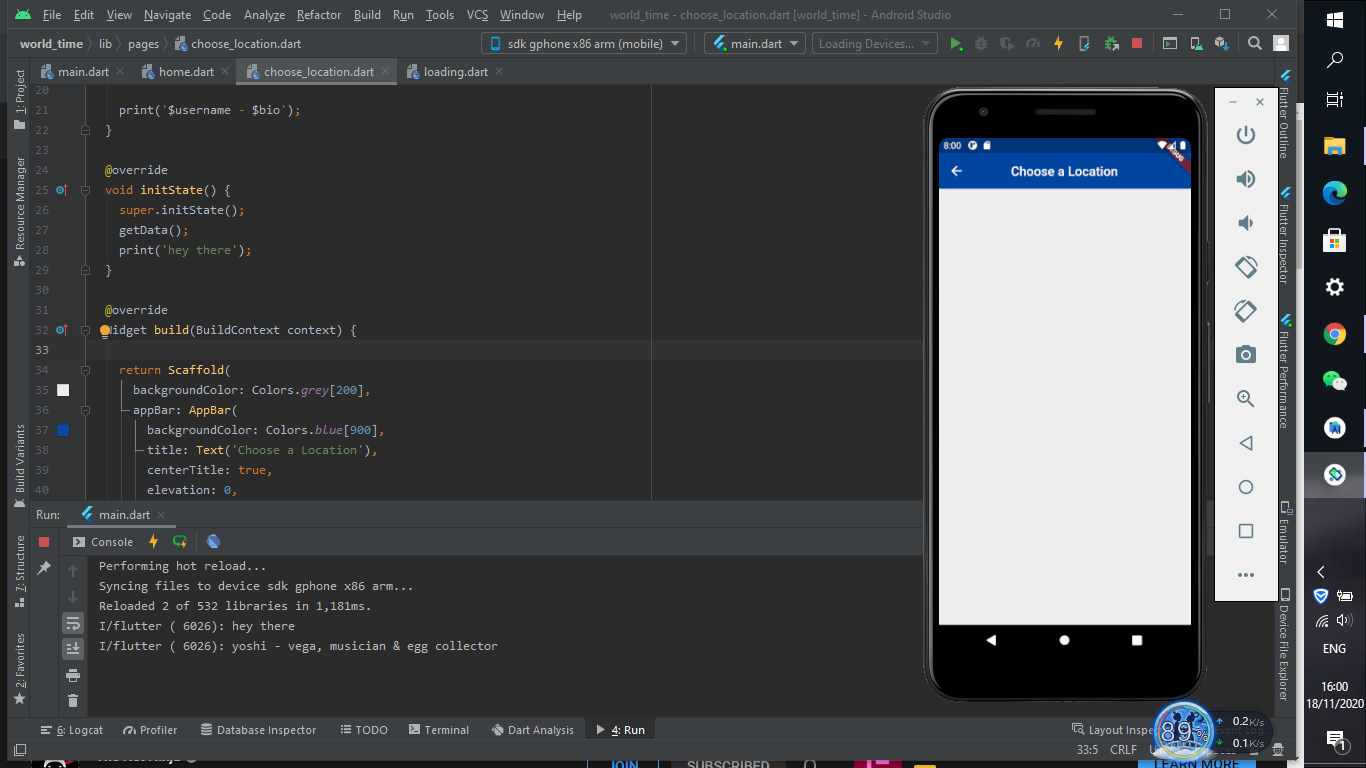 File Edit View Navigate Code Analyze Refactor Build Run Tools VCS Window Help world_time - choose_location.dart [world_time] - Android Studio
world_time lib pages choose_location.dart sdk gphone x86 arm (mobile) main.dart Loading Devices...
main.dart home.dart choose_location.dart loading.dart
1: Project
Resource Manager
Build Variants
7: Structure
2: Favorites
20
21 print('$username - $bio');
22 }
23
24 @override
25 void initState() {
26 super.initState();
27 getData();
28 print('hey there');
29 }
30
31 @override
32 Widget build(BuildContext context) {
33
34 return Scaffold(
35 backgroundColor: Colors.grey[200],
36 appBar: AppBar(
37 backgroundColor: Colors.blue[900],
38 title: Text('Choose a Location'),
39 centerTitle: true,
40 elevation: 0,
8:00
Choose a Location
Flutter Outline
Flutter Inspector
Flutter Performance
Emulator
Device File Explorer
Run: main.dart
Console
Performing hot reload...
Syncing files to device sdk gphone x86 arm...
Reloaded 2 of 532 libraries in 1,181ms.
I/flutter ( 6026): hey there
I/flutter ( 6026): yoshi - vega, musician & egg collector
6: Logcat Profiler Database Inspector TODO Terminal Dart Analysis 4: Run Layout Inspe
33:5 CRLF
89%
0.2K/s
0.1K/s
JOIN SUBSCRIBED LEARN MORE
ENG
16:00
18/11/2020
1